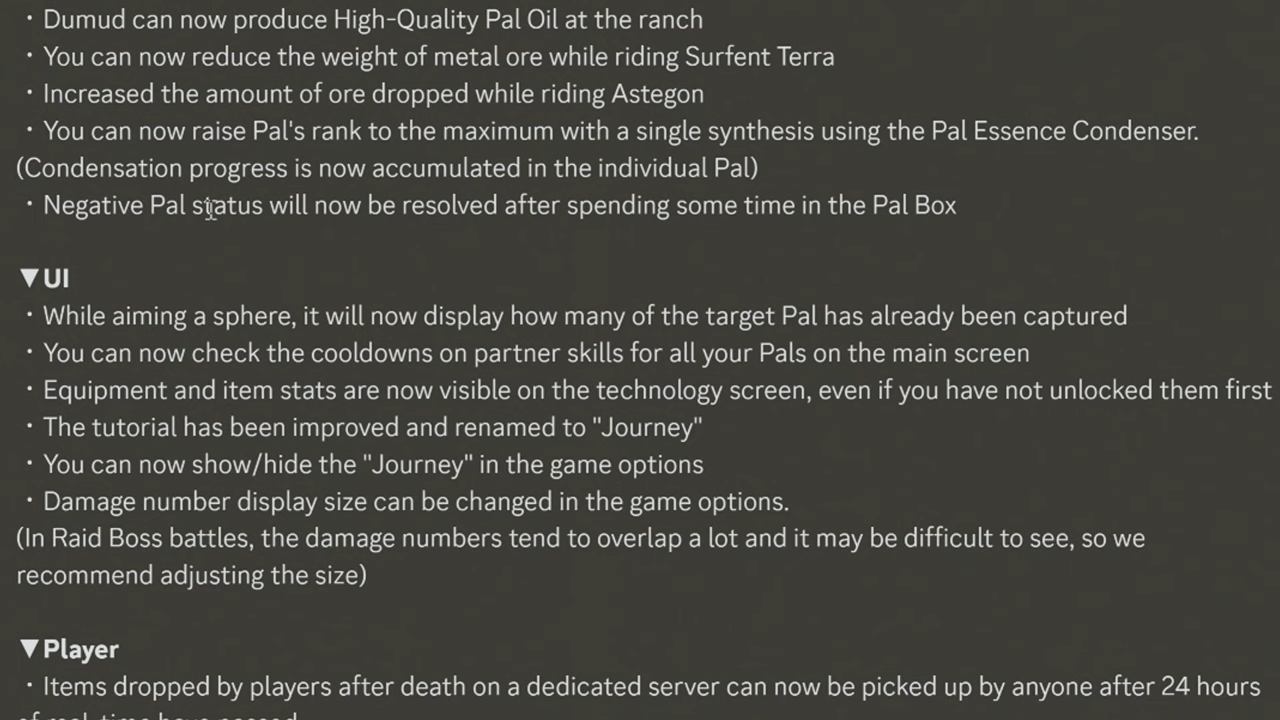 ・Dumud can now produce High-Quality Pal Oil at the ranch
・You can now reduce the weight of metal ore while riding Surfent Terra
・Increased the amount of ore dropped while riding Astegon
・You can now raise Pal's rank to the maximum with a single synthesis using the Pal Essence Condenser.
(Condensation progress is now accumulated in the individual Pal)
・Negative Pal status will now be resolved after spending some time in the Pal Box
▼UI
・While aiming a sphere, it will now display how many of the target Pal has already been captured
・You can now check the cooldowns on partner skills for all your Pals on the main screen
・Equipment and item stats are now visible on the technology screen, even if you have not unlocked them first
・The tutorial has been improved and renamed to "Journey"
・You can now show/hide the "Journey" in the game options
・Damage number display size can be changed in the game options.
(In Raid Boss battles, the damage numbers tend to overlap a lot and it may be difficult to see, so we
recommend adjusting the size)
▼Player
・Items dropped by players after death on a dedicated server can now be picked up by anyone after 24 hours
of real-time have passed